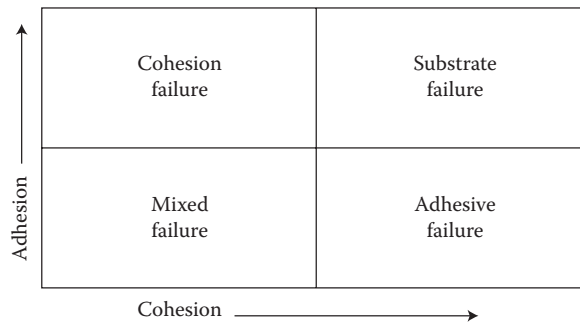 Cohesion
failure
Substrate
failure
Mixed
failure
Adhesive
failure
Adhesion
Cohesion